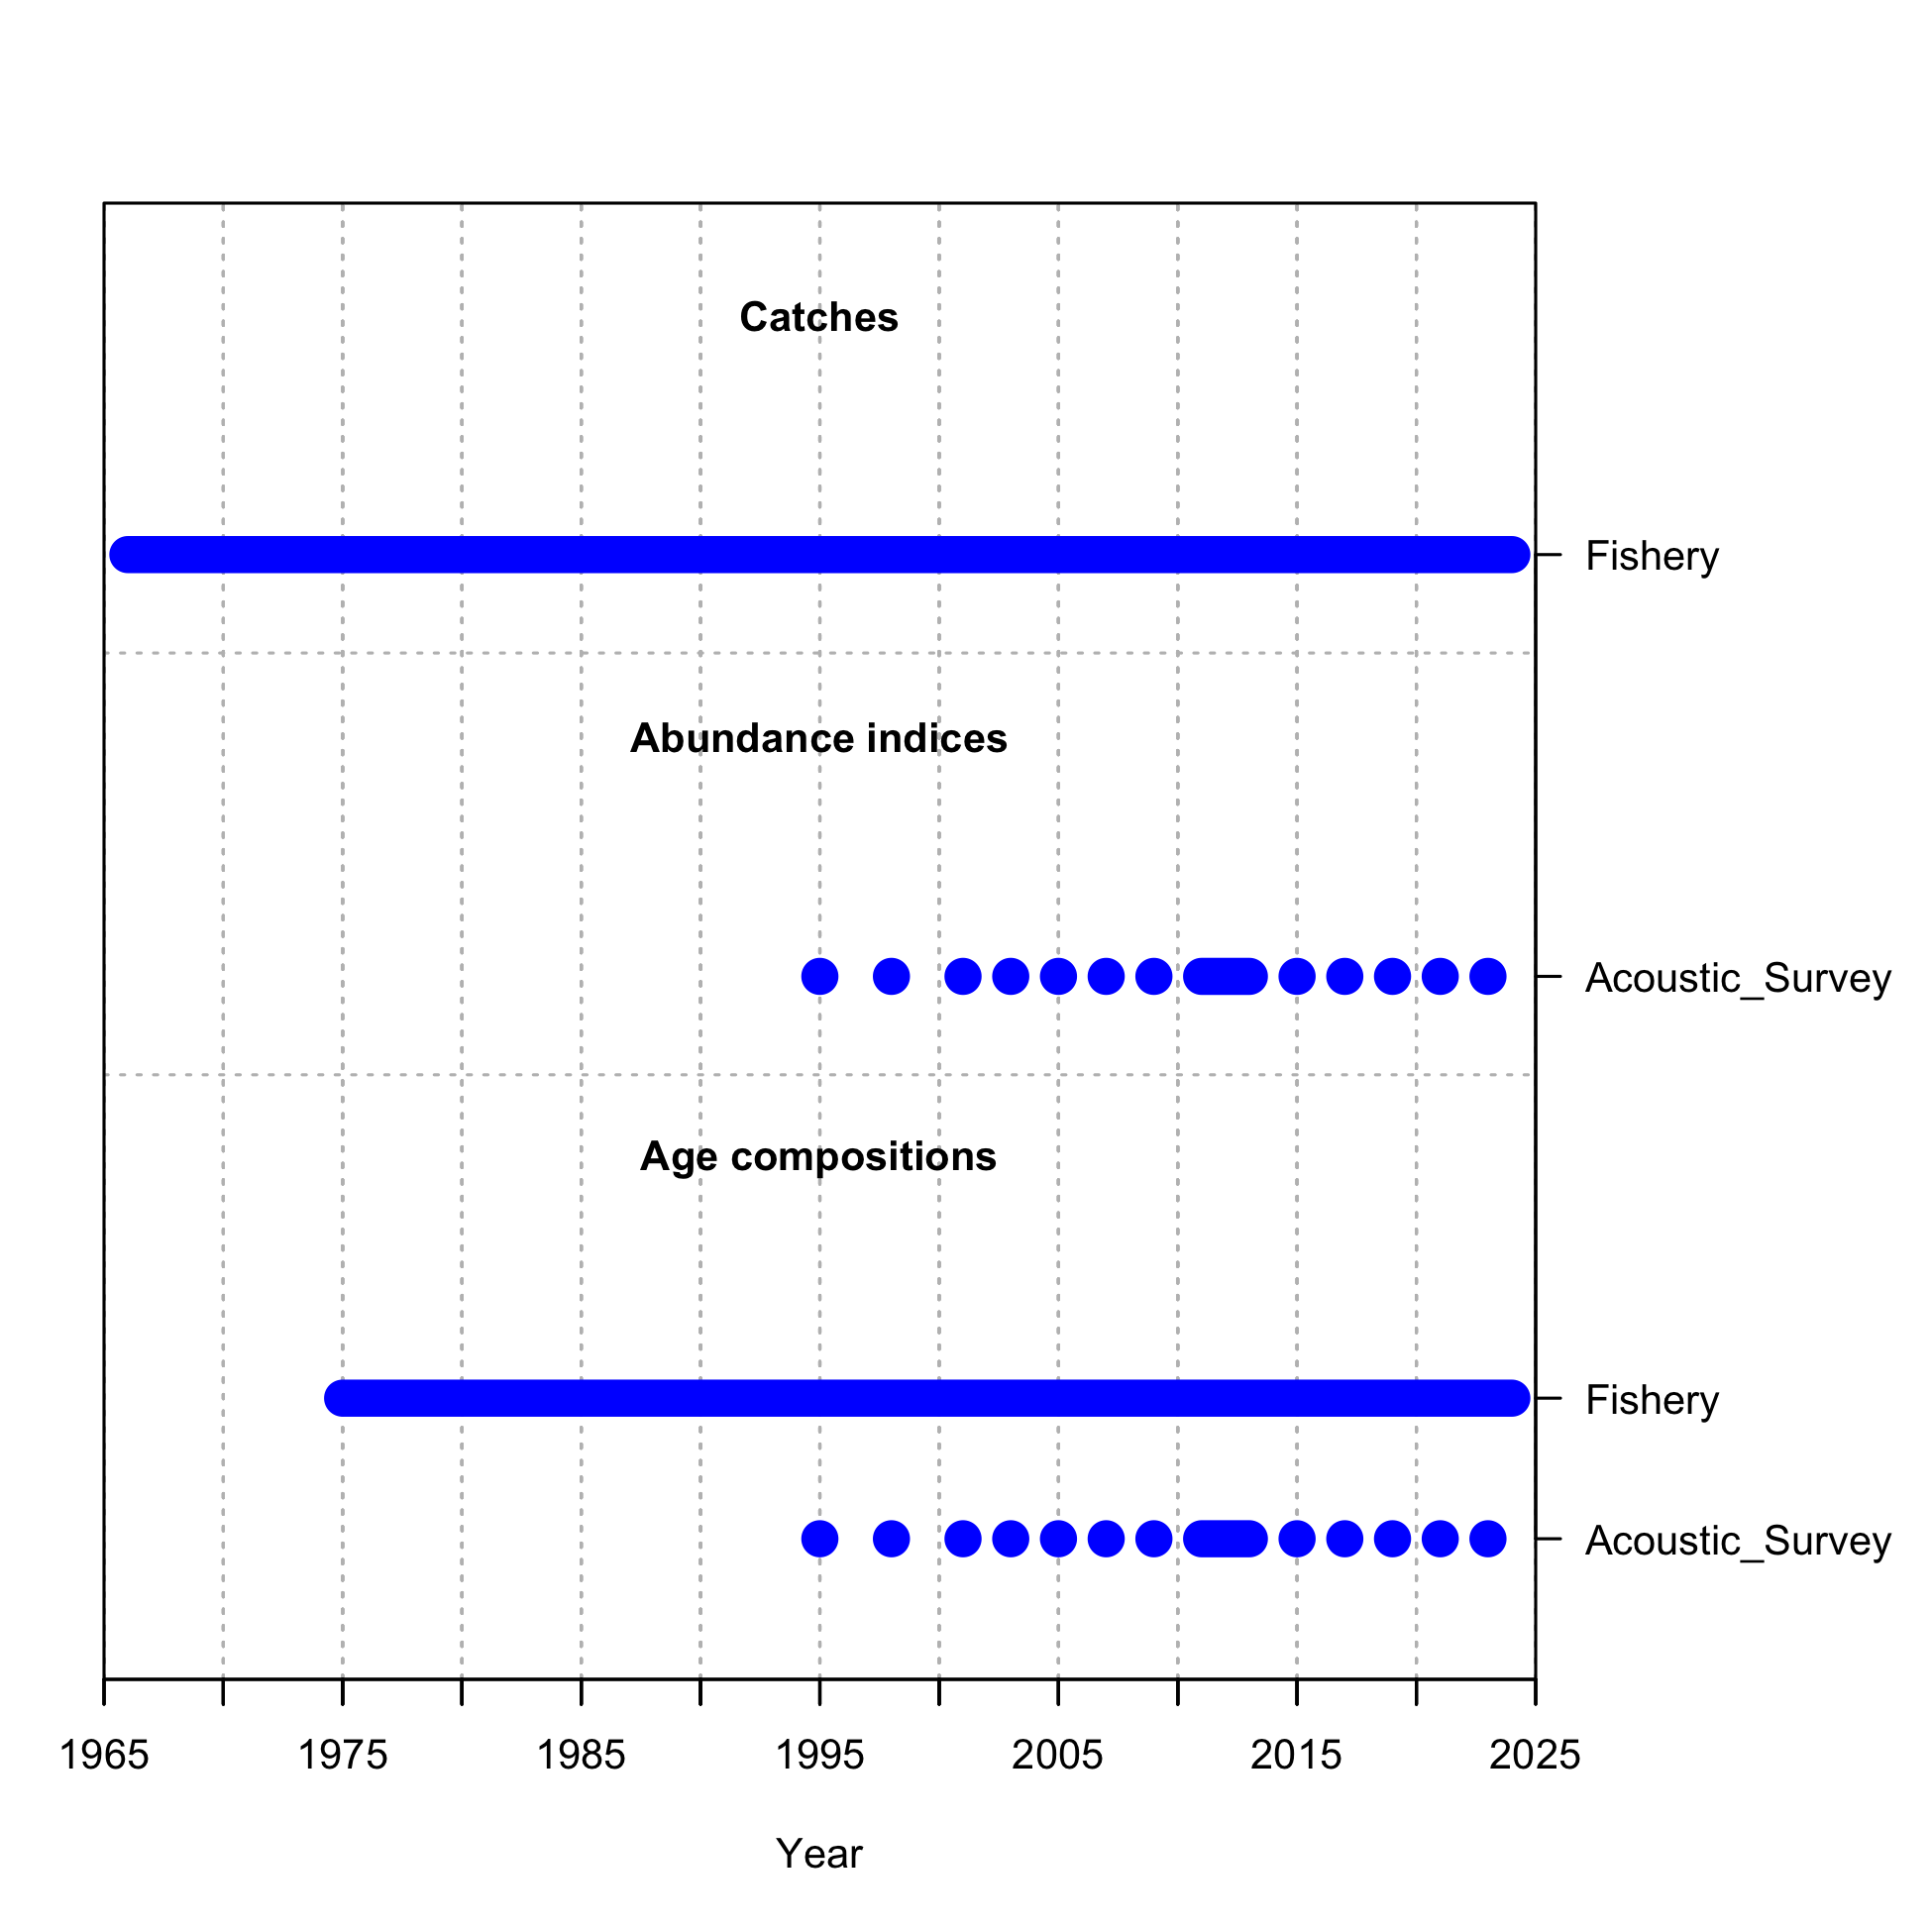 Catches
Fishery
Abundance indices
Acoustic_Survey
Age compositions
Fishery
Acoustic_Survey
1965 1975 1985 1995 2005 2015 2025
Year